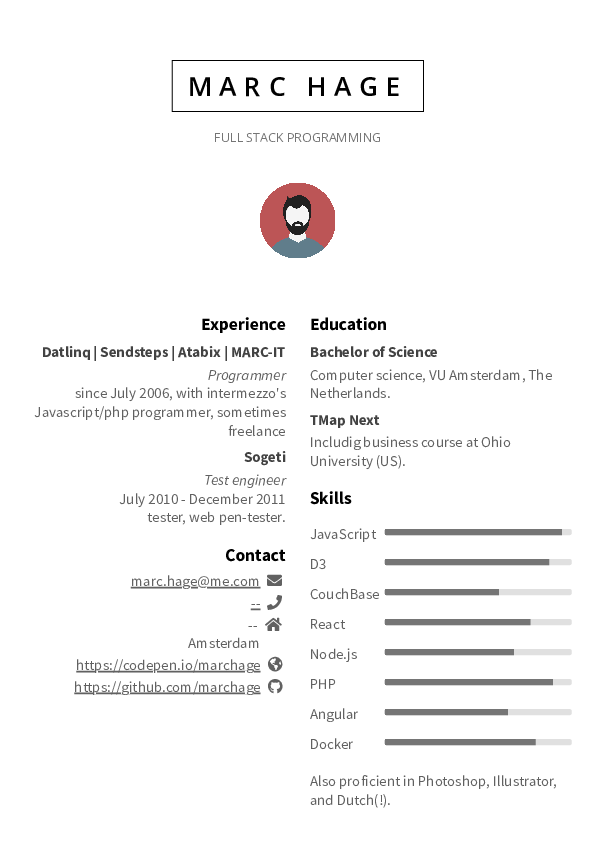 MARC HAGE
FULL STACK PROGRAMMING
Experience
Datlinq | Sendsteps | Atabix | MARC-IT
Programmer
since July 2006, with intermezzo's
Javascript/php programmer, sometimes
freelance
Sogeti
Test engineer
July 2010 - December 2011
tester, web pen-tester.
Contact
marc.hage@me.com
--
--
Amsterdam
https://codepen.io/marchage
https://github.com/marchage
Education
Bachelor of Science
Computer science, VU Amsterdam, The
Netherlands.
TMap Next
Includig business course at Ohio
University (US).
Skills
JavaScript
D3
CouchBase
React
Node.js
PHP
Angular
Docker
Also proficient in Photoshop, Illustrator,
and Dutch(!).